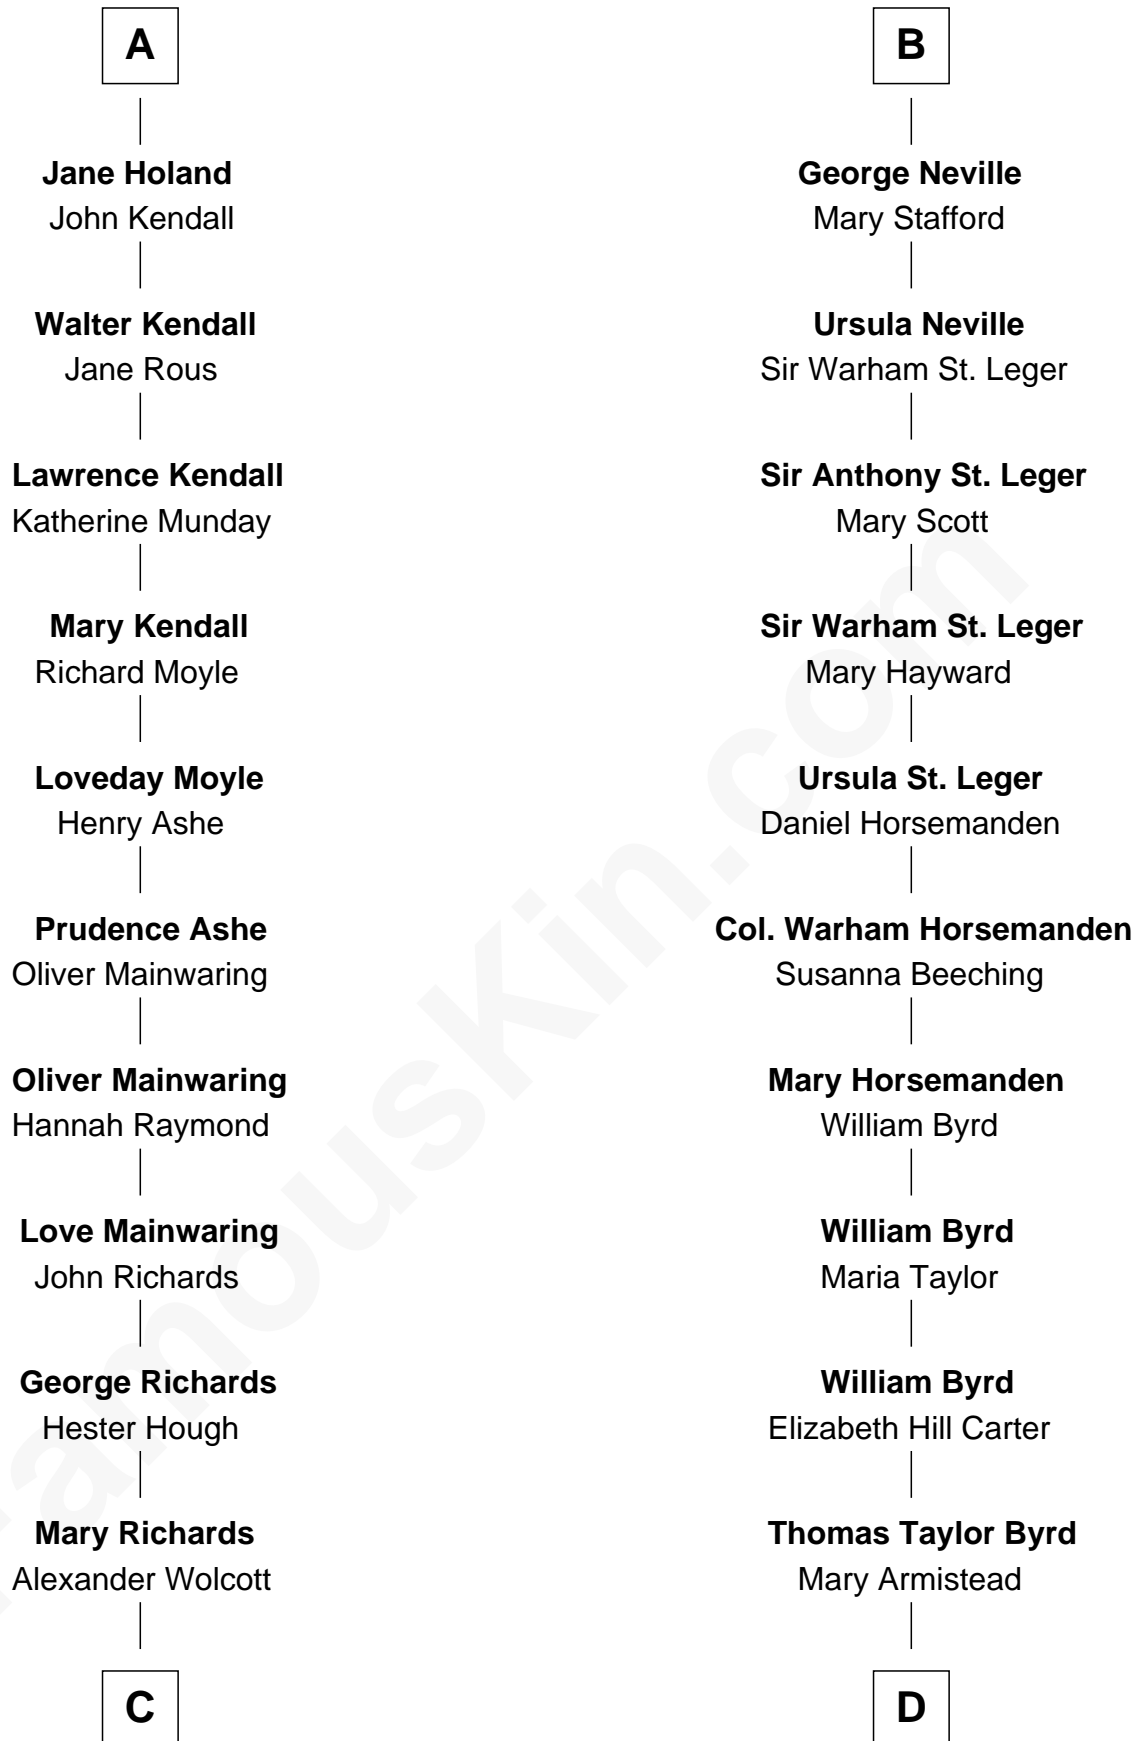 A
Jane Holand
John Kendall
Walter Kendall
Jane Rous
Lawrence Kendall
Katherine Munday
Mary Kendall
Richard Moyle
Loveday Moyle
Henry Ashe
Prudence Ashe
Oliver Mainwaring
Oliver Mainwaring
Hannah Raymond
Love Mainwaring
John Richards
George Richards
Hester Hough
Mary Richards
Alexander Wolcott
C
B
George Neville
Mary Stafford
Ursula Neville
Sir Warham St. Leger
Sir Anthony St. Leger
Mary Scott
Sir Warham St. Leger
Mary Hayward
Ursula St. Leger
Daniel Horsemanden
Col. Warham Horsemanden
Susanna Beeching
Mary Horsemanden
William Byrd
William Byrd
Maria Taylor
William Byrd
Elizabeth Hill Carter
Thomas Taylor Byrd
Mary Armistead
D
FamousKin.com